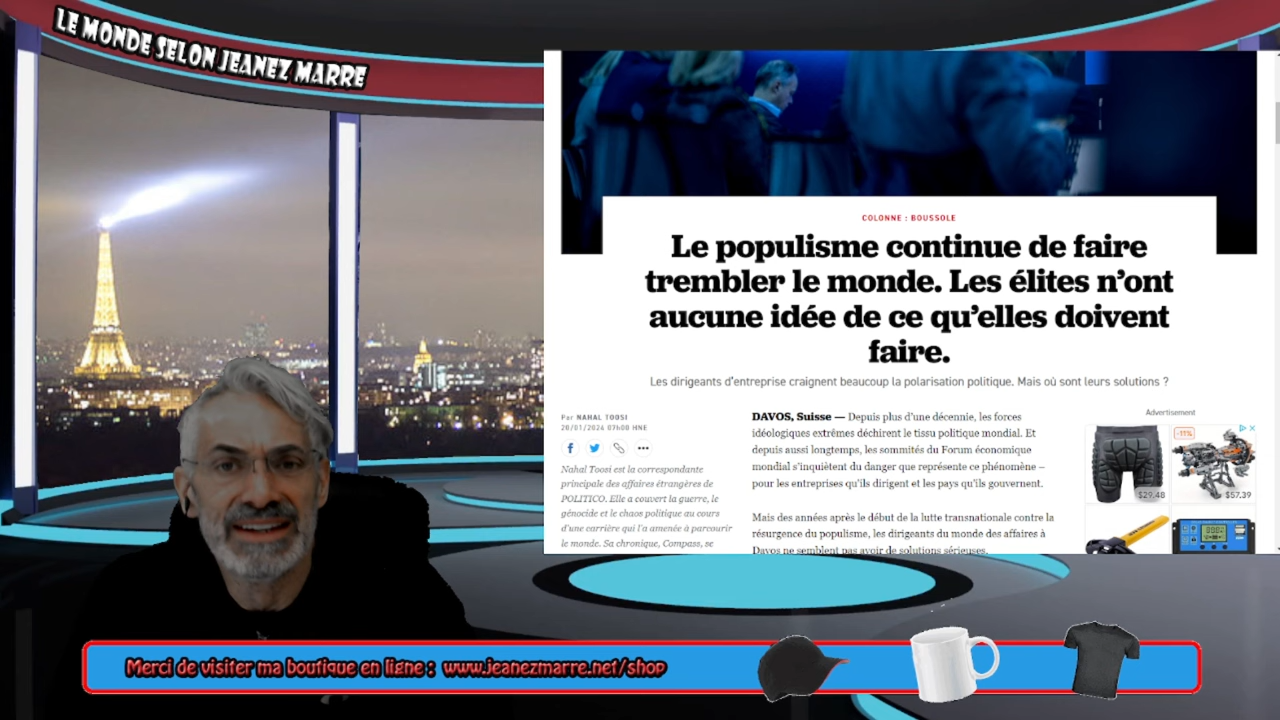 LE MONDE SELON JEANEZ MARRE
COLONNE : BOUSSOLE
Le populisme continue de faire
trembler le monde. Les élites n'ont
aucune idée de ce qu'elles doivent
faire.
Les dirigeants d'entreprise craignent beaucoup la polarisation politique. Mais où sont leurs solutions ?
Par NAHAL TOOSI
20/01/2024 07h00 HNE
Nahal Toosi est la correspondante
principale des affaires étrangères de
POLITICO. Elle a couvert la guerre, le
génocide et le chaos politique au cours
d'une carrière qui l'a amenée à parcourir
le monde. Sa chronique, Compass, se
DAVOS, Suisse — Depuis plus d'une décennie, les forces
idéologiques extrêmes déchirent le tissu politique mondial. Et
depuis aussi longtemps, les sommités du Forum économique
mondial s'inquiètent du danger que représente ce phénomène –
pour les entreprises qu'ils dirigent et les pays qu'ils gouvernent.
Mais des années après le début de la lutte transnationale contre la
résurgence du populisme, les dirigeants du monde des affaires à
Davos ne semblent pas avoir de solutions sérieuses.
Advertisement
-11%
$29.48
$57.39
Merci de visiter ma boutique en ligne : www.jeanezmarre.net/shop